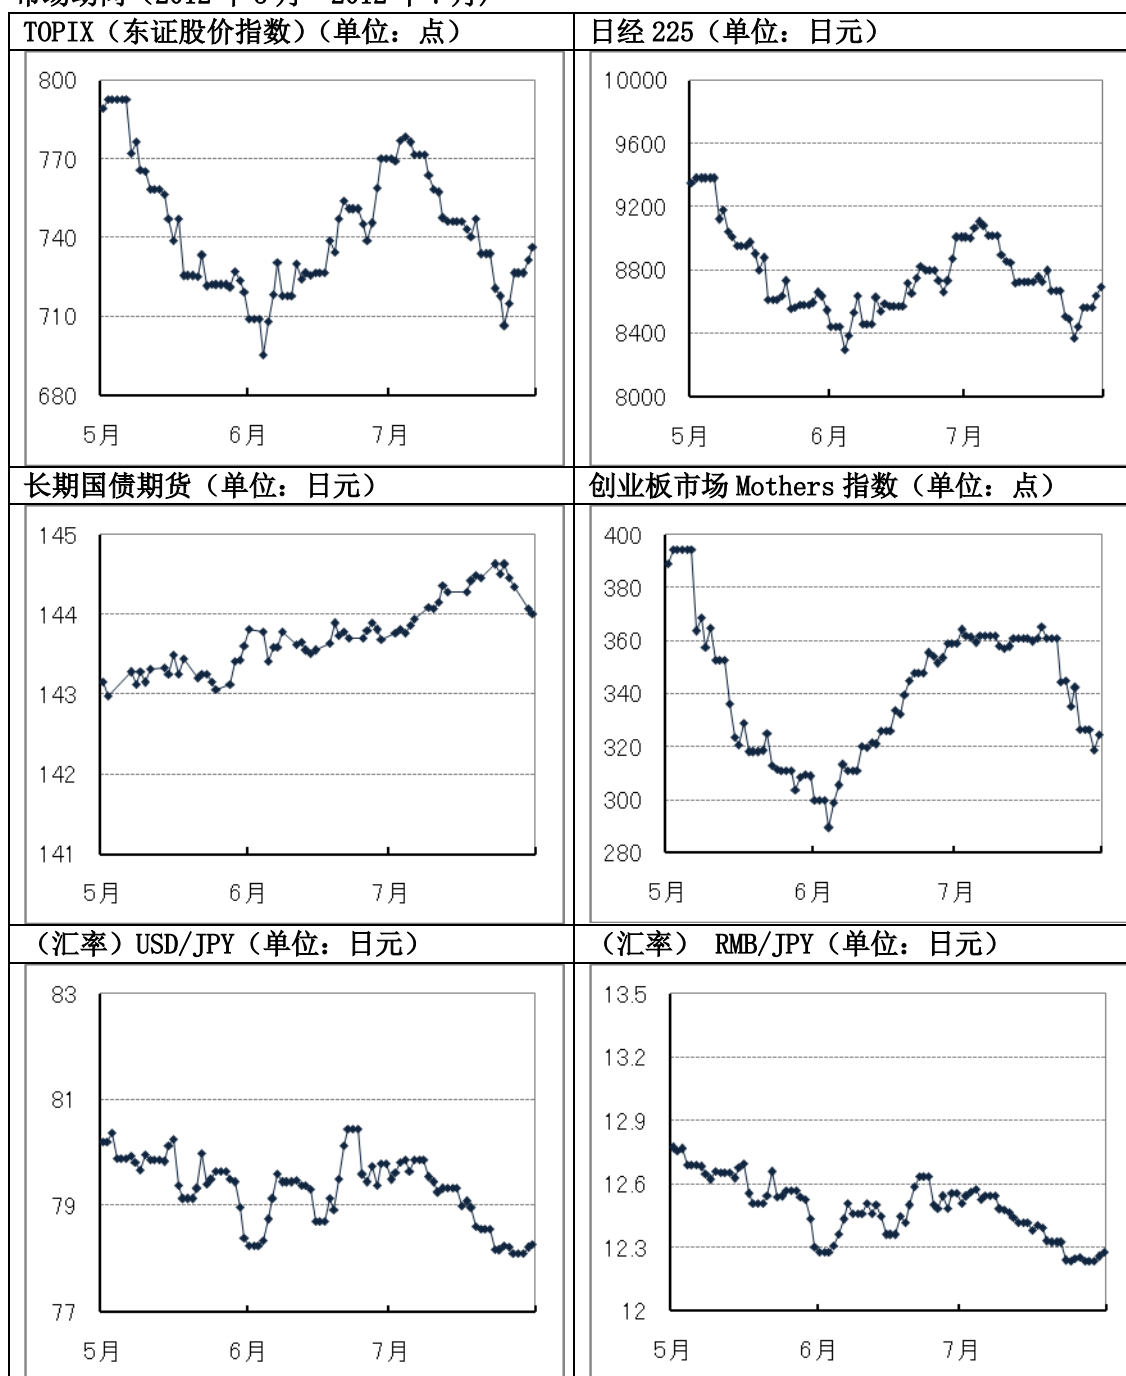 TOPIX（东证股价指数）（单位：点）
日经 225（单位：日元）
800
770
740
710
680
5月
6月
7月
10000
9600
9200
8800
8400
8000
5月
6月
7月
长期国债期货（单位：日元）
创业板市场 Mothers 指数（单位：点）
145
144
143
142
141
5月
6月
7月
400
380
360
340
320
300
280
5月
6月
7月
（汇率）USD/JPY（单位：日元）
（汇率） RMB/JPY（单位：日元）
83
81
79
77
5月
6月
7月
13.5
13.2
12.9
12.6
12.3
12
5月
6月
7月